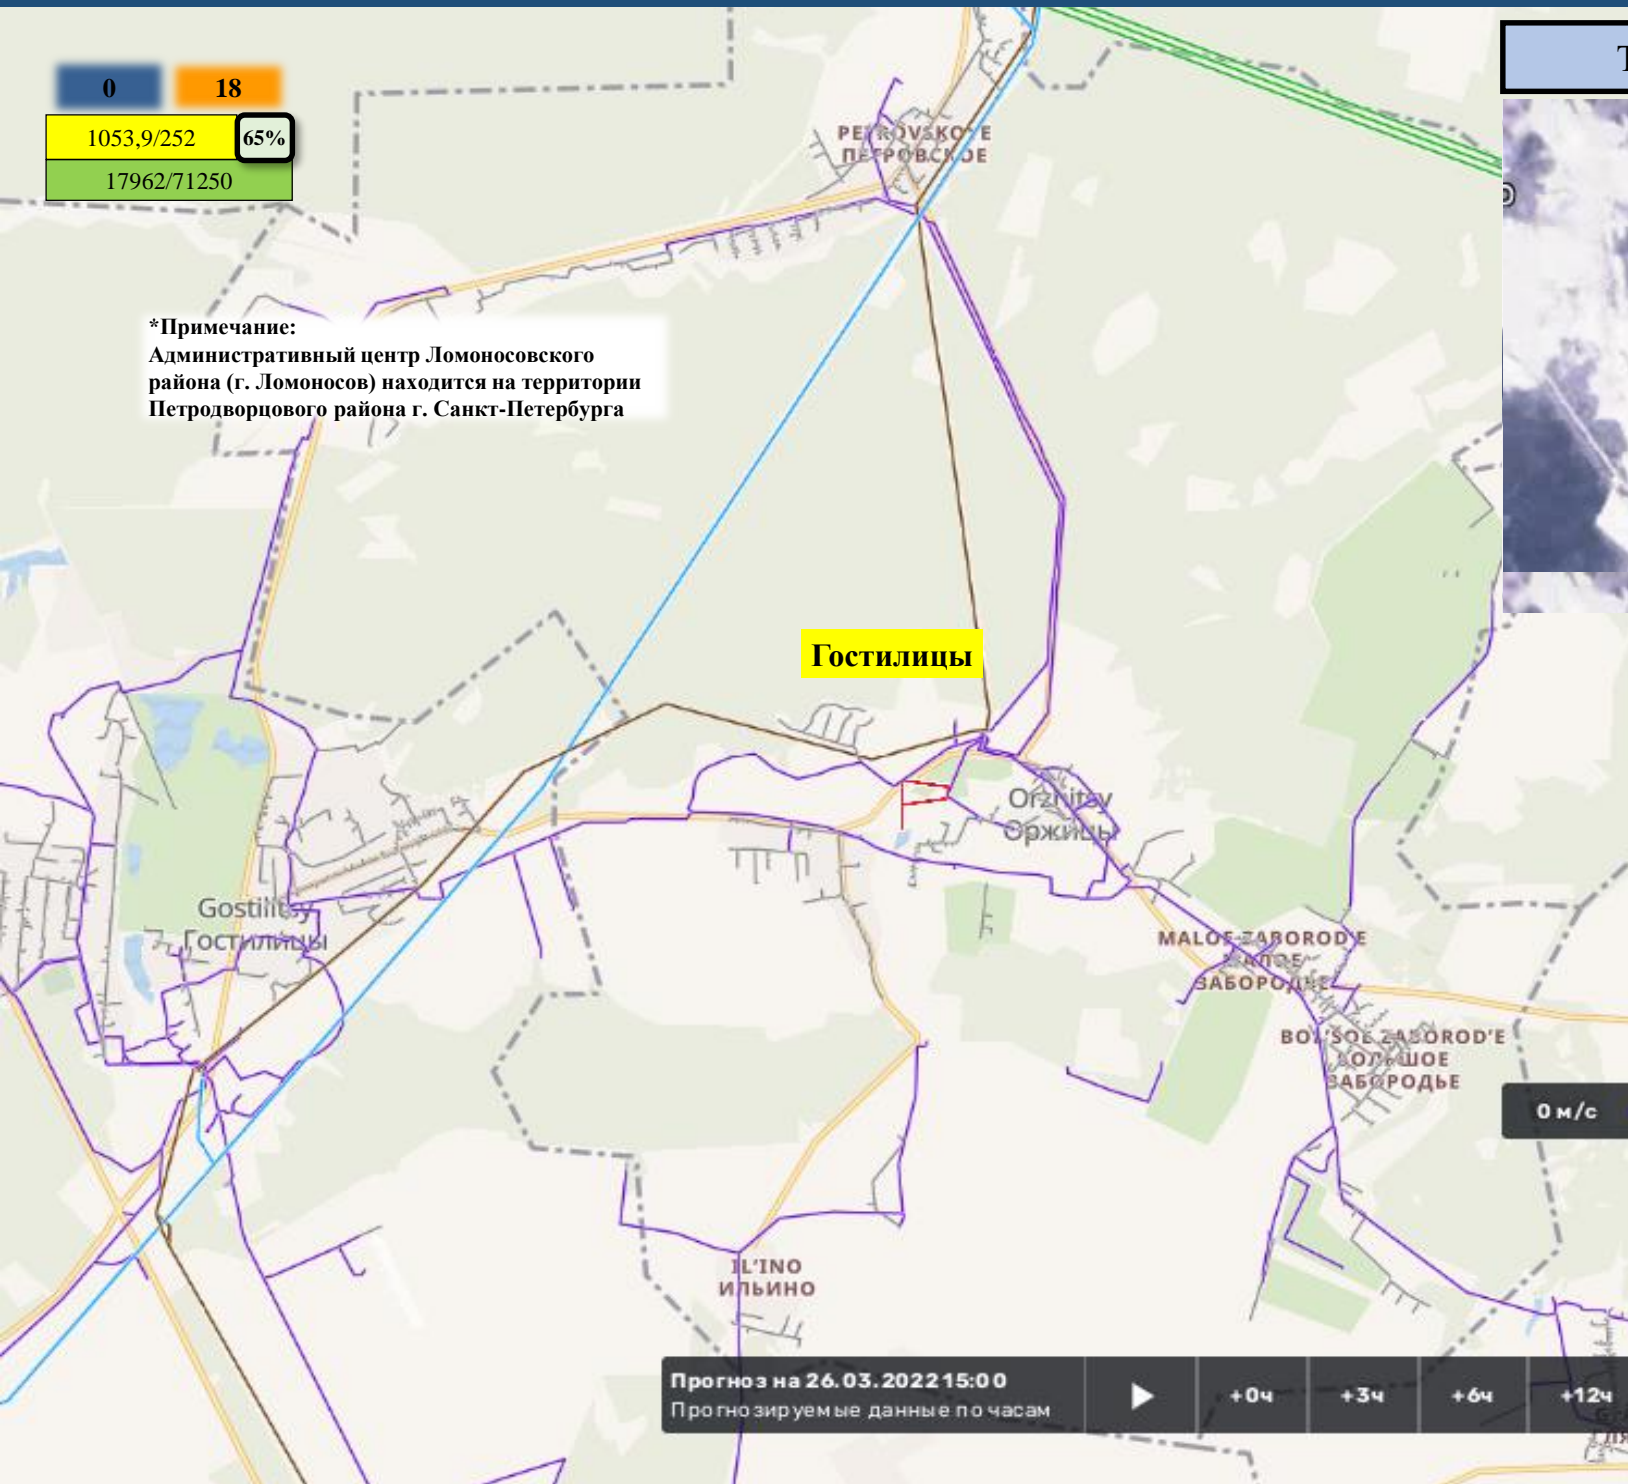 0 18
1053,9/252 65%
17962/71250
*Примечание:
Административный центр Ломоносовского
района (г. Ломоносов) находится на территории
Петродворцового района г. Санкт-Петербурга
PETROVSKOYE
ПЕТРОВСКОЕ
Гостилицы
Orzhitsy
Оржицы
Gostilitsy
Гостилицы
MALOE ZABOROD'E
МАЛОЕ
ЗАБОРОДЬЕ
BOL'ŠOE ZABOROD'E
БОЛЬШОЕ
ЗАБОРОДЬЕ
0 м/с
IL'INO
ИЛЬИНО
Прогноз на 26.03.2022 15:00
Прогнозируемые данные по часам
+0ч +3ч +6ч +12ч